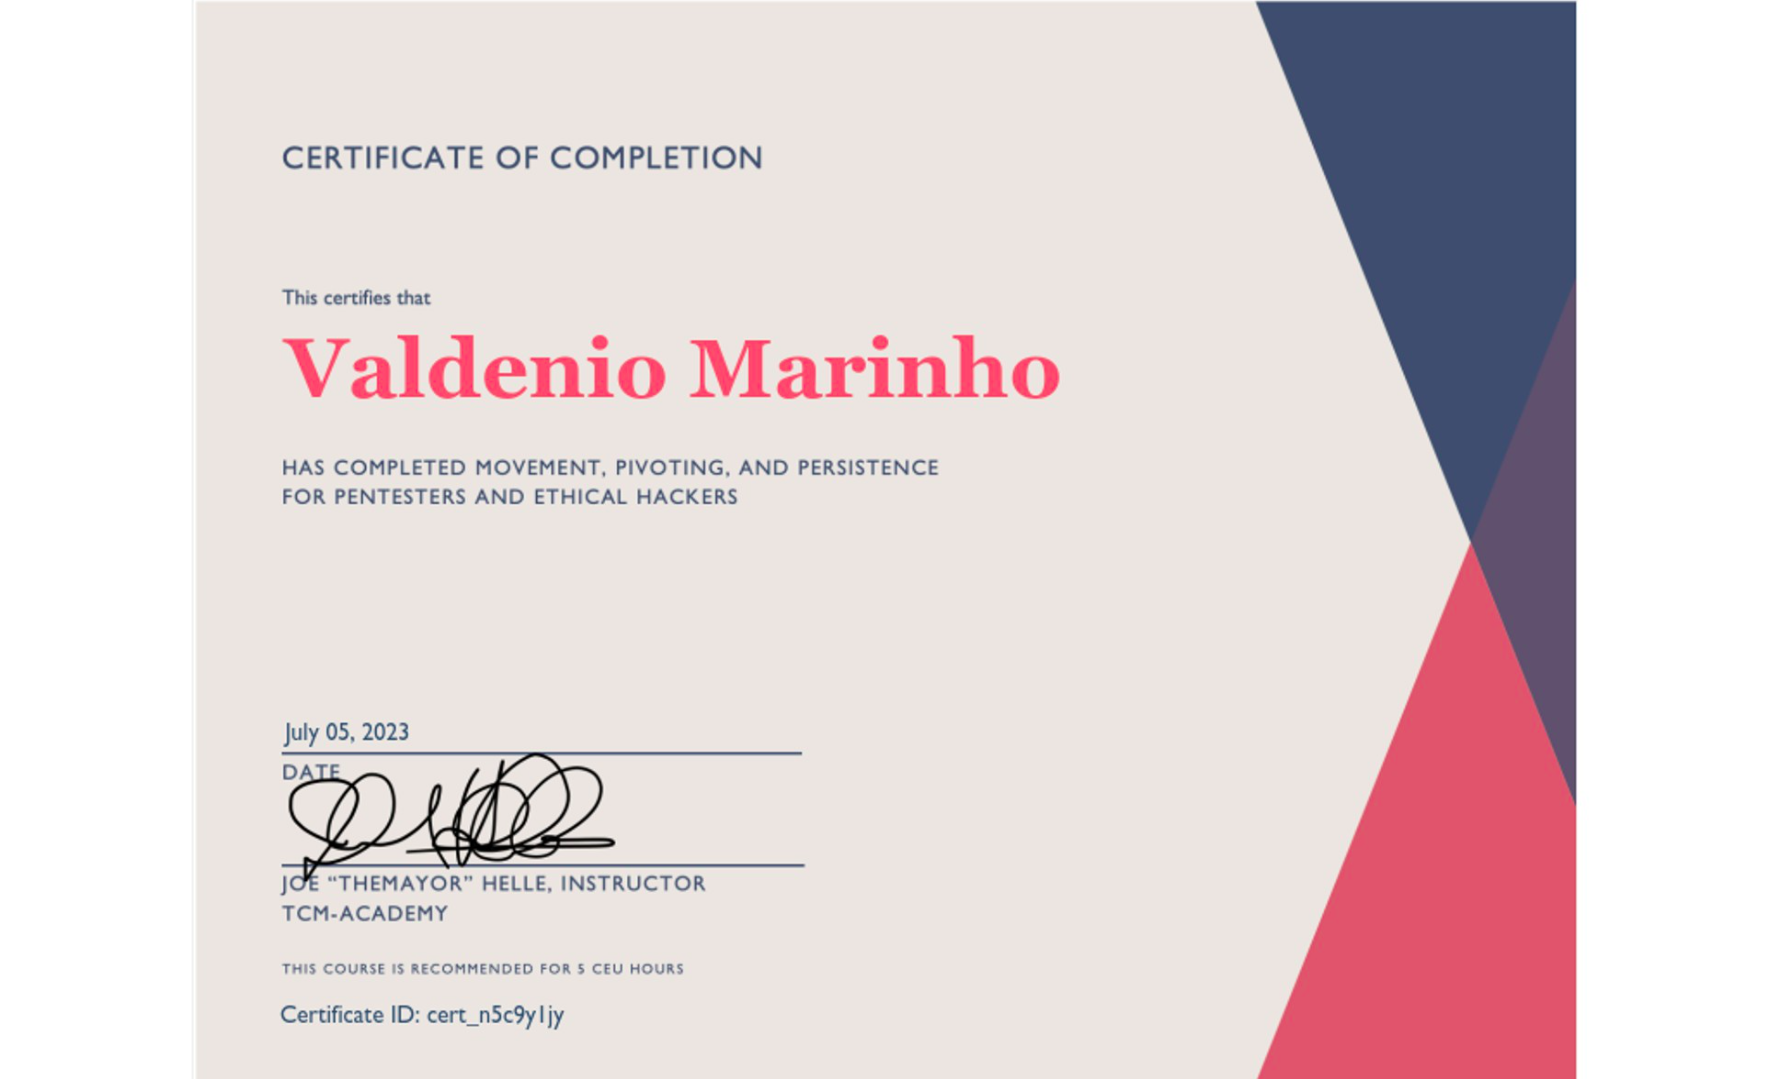 CERTIFICATE OF COMPLETION
This certifies that
Valdenio Marinho
HAS COMPLETED MOVEMENT, PIVOTING, AND PERSISTENCE
FOR PENTESTERS AND ETHICAL HACKERS
July 05, 2023
DATE
JOE “THEMAYOR” HELLE, INSTRUCTOR
TCM-ACADEMY
THIS COURSE IS RECOMMENDED FOR 5 CEU HOURS
Certificate ID: cert_n5c9y1jy